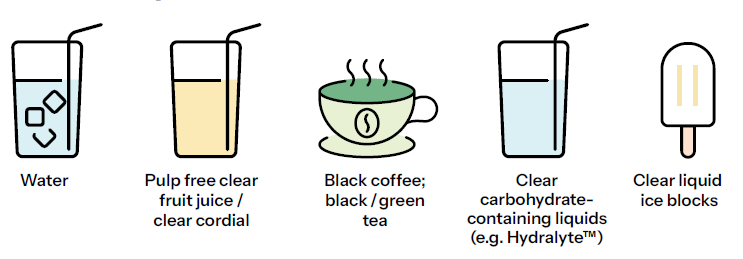 Water
Pulp free clear
fruit juice /
clear cordial
Black coffee;
black / green
tea
Clear
carbohydrate-
containing liquids
(e.g. Hydralyte™)
Clear liquid
ice blocks